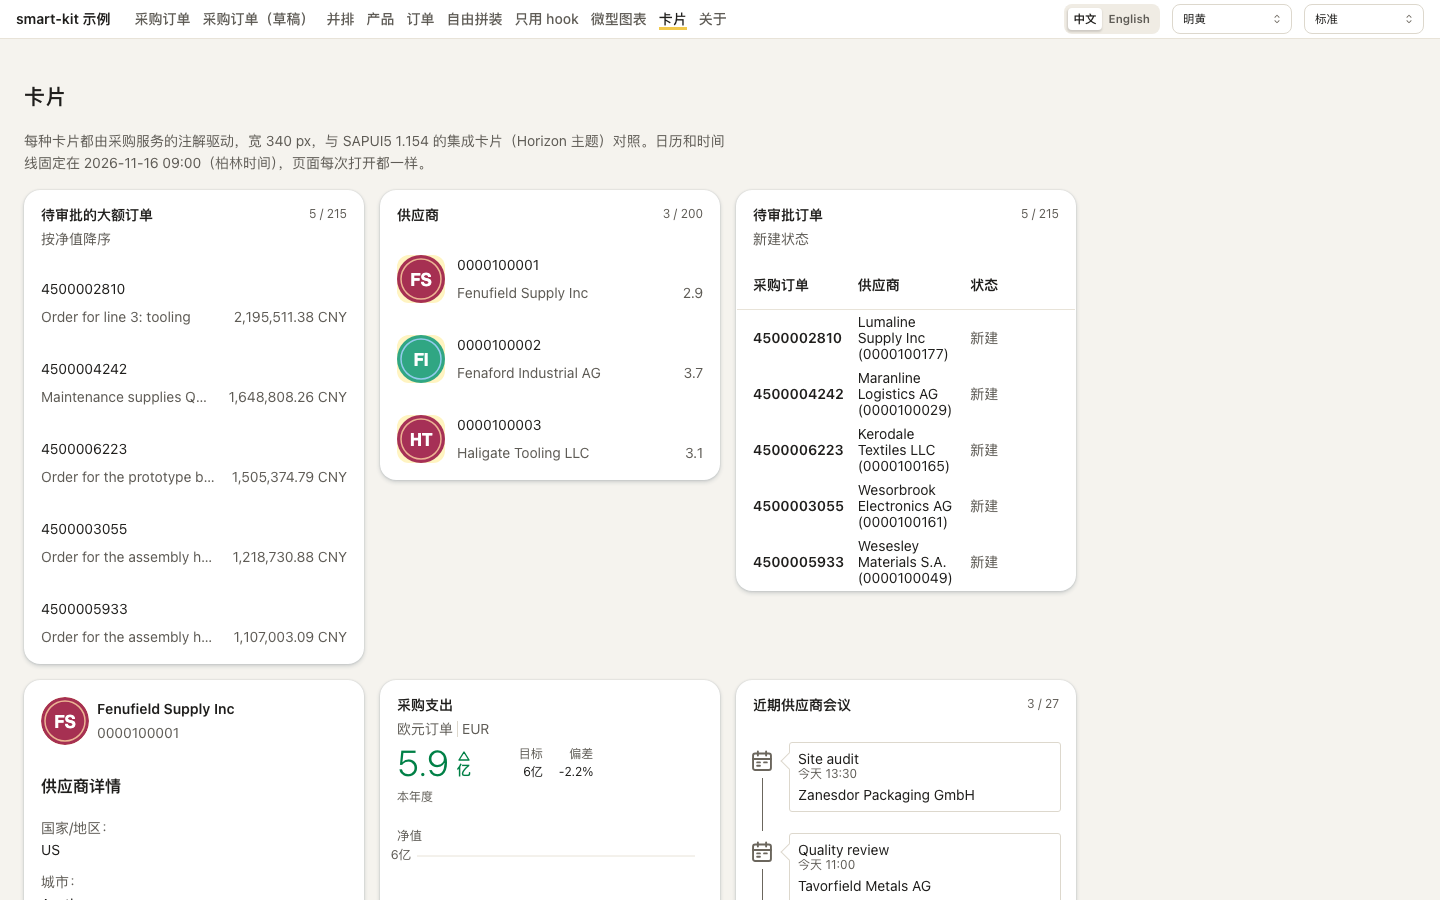 smart-kit 示例
采购订单 采购订单（草稿） 并排 产品 订单 自由拼装 只用 hook 微型图表 卡片 关于
中文 English
明黄
标准
卡片
每种卡片都由采购服务的注解驱动，宽 340 px，与 SAPUI5 1.154 的集成卡片（Horizon 主题）对照。日历和时间
线固定在 2026-11-16 09:00（柏林时间），页面每次打开都一样。
待审批的大额订单 5 / 215
按净值降序
4500002810
Order for line 3: tooling 2,195,511.38 CNY
4500004242
Maintenance supplies Q... 1,648,808.26 CNY
4500006223
Order for the prototype b... 1,505,374.79 CNY
4500003055
Order for the assembly h... 1,218,730.88 CNY
4500005933
Order for the assembly h... 1,107,003.09 CNY
供应商 3 / 200
FS
0000100001
Fenufield Supply Inc 2.9
FI
0000100002
Fenaford Industrial AG 3.7
HT
0000100003
Haligate Tooling LLC 3.1
待审批订单 5 / 215
新建状态
采购订单 供应商 状态
4500002810 Lumaline Supply Inc (0000100177) 新建
4500004242 Maranline Logistics AG (0000100029) 新建
4500006223 Kerodale Textiles LLC (0000100165) 新建
4500003055 Wesorbrook Electronics AG (0000100161) 新建
4500005933 Wesesley Materials S.A. (0000100049) 新建
FS
Fenufield Supply Inc
0000100001
供应商详情
国家/地区：
US
城市：
采购支出
欧元订单 EUR
5.9 亿
目标 偏差
6亿 -2.2%
本年度
净值
6亿
近期供应商会议 3 / 27
Site audit
今天 13:30
Zanesdor Packaging GmbH
Quality review
今天 11:00
Tavorfield Metals AG